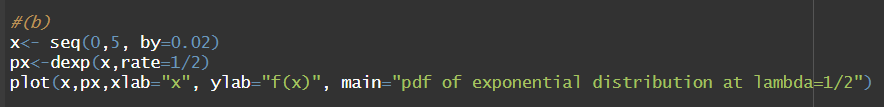 #(b)
x<- seq(0,5, by=0.02)
px<-dexp(x,rate=1/2)
plot(x,px,xlab="x", ylab="f(x)", main="pdf of exponential distribution at lambda=1/2")